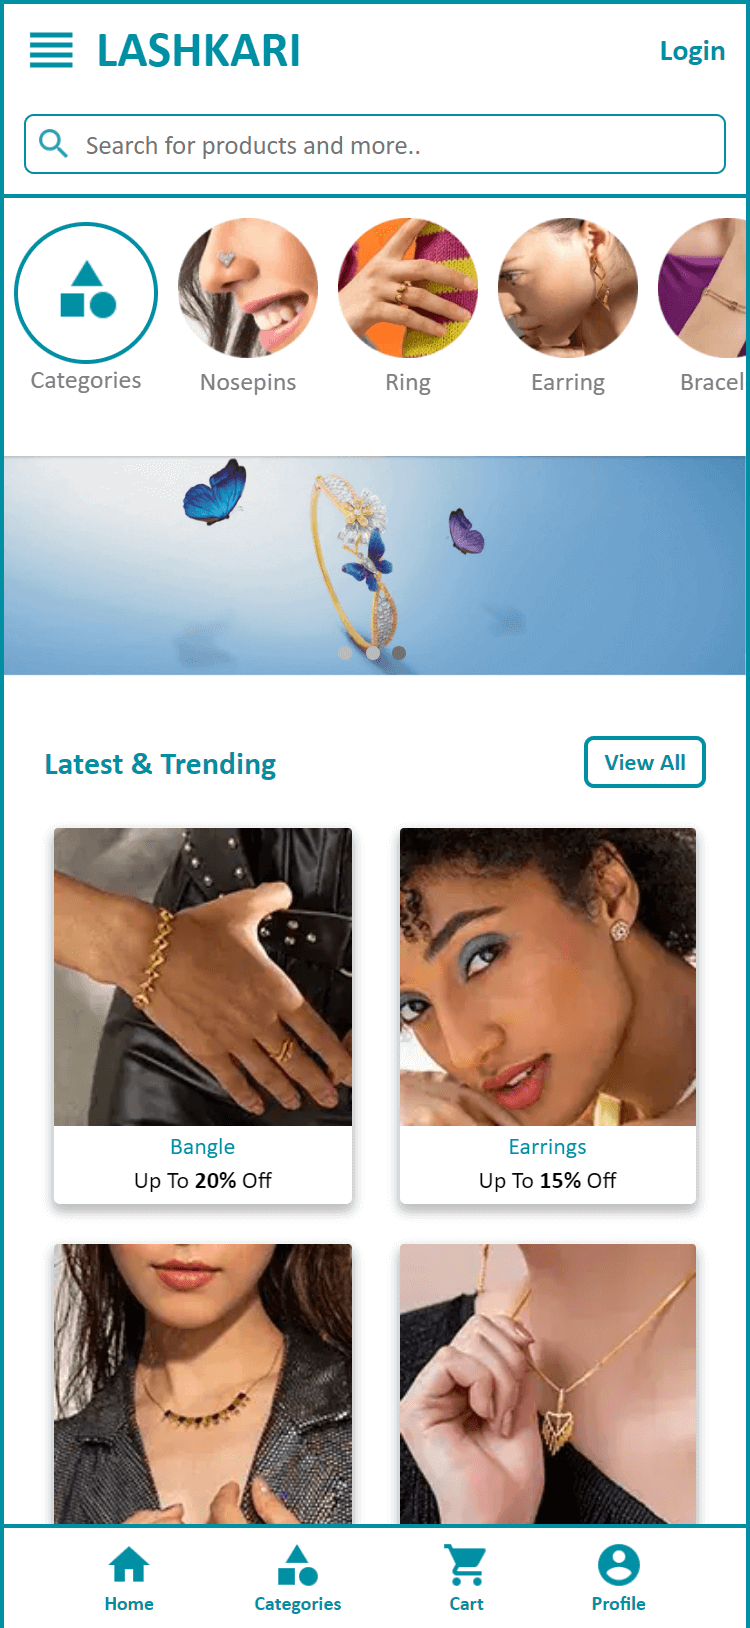 LASHKARI
Login
Search for products and more..
Categories
Nosepins
Ring
Earring
Bracel
Latest & Trending
View All
Bangle
Up To 20% Off
Earrings
Up To 15% Off
Home
Categories
Cart
Profile